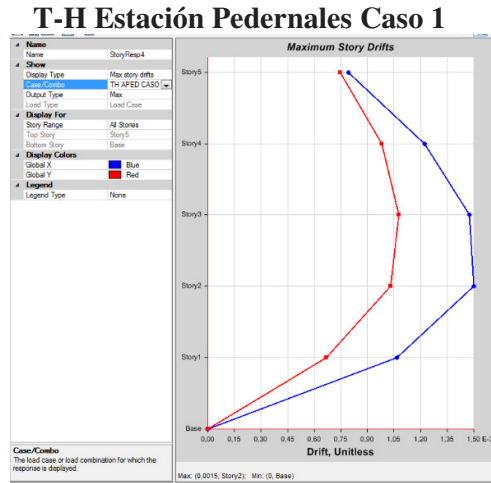 T-H Estación Pedernales Caso 1
Name
Name StoryResp4
Show
Display Type Max story drifts
Case/Combo TH APED CASO
Output Type Max
Load Type Load Case
Display For
Story Range All Stories
Top Story Story5
Bottom Story Base
Display Colors
Global X Blue
Global Y Red
Legend
Legend Type None
Case/Combo
The load case or load combination for which the
response is displayed.
Maximum Story Drifts
Story5
Story4
Story3
Story2
Story1
Base
0,00 0,15 0,30 0,45 0,60 0,75 0,90 1,05 1,20 1,35 1,50 E-3
Drift, Unitless
Max: (0,0015, Story2); Min: (0, Base)